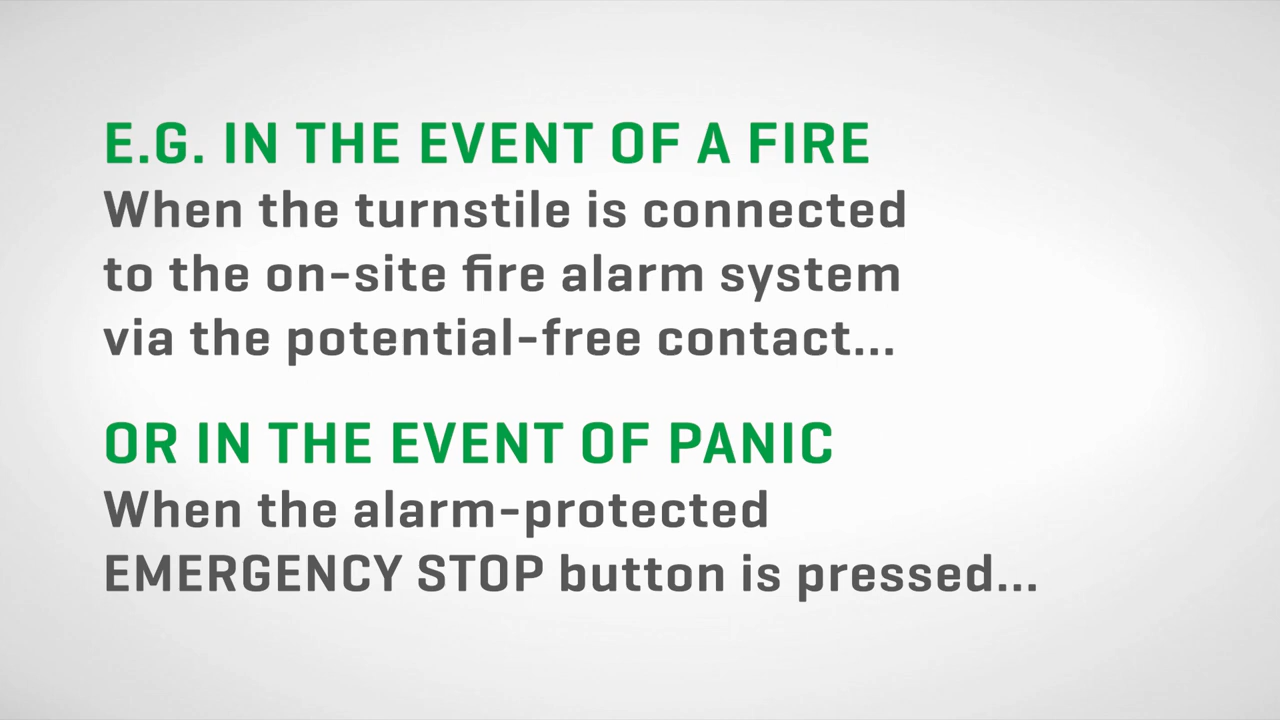 E.G. IN THE EVENT OF A FIRE
When the turnstile is connected
to the on-site fire alarm system
via the potential-free contact...
OR IN THE EVENT OF PANIC
When the alarm-protected
EMERGENCY STOP button is pressed...